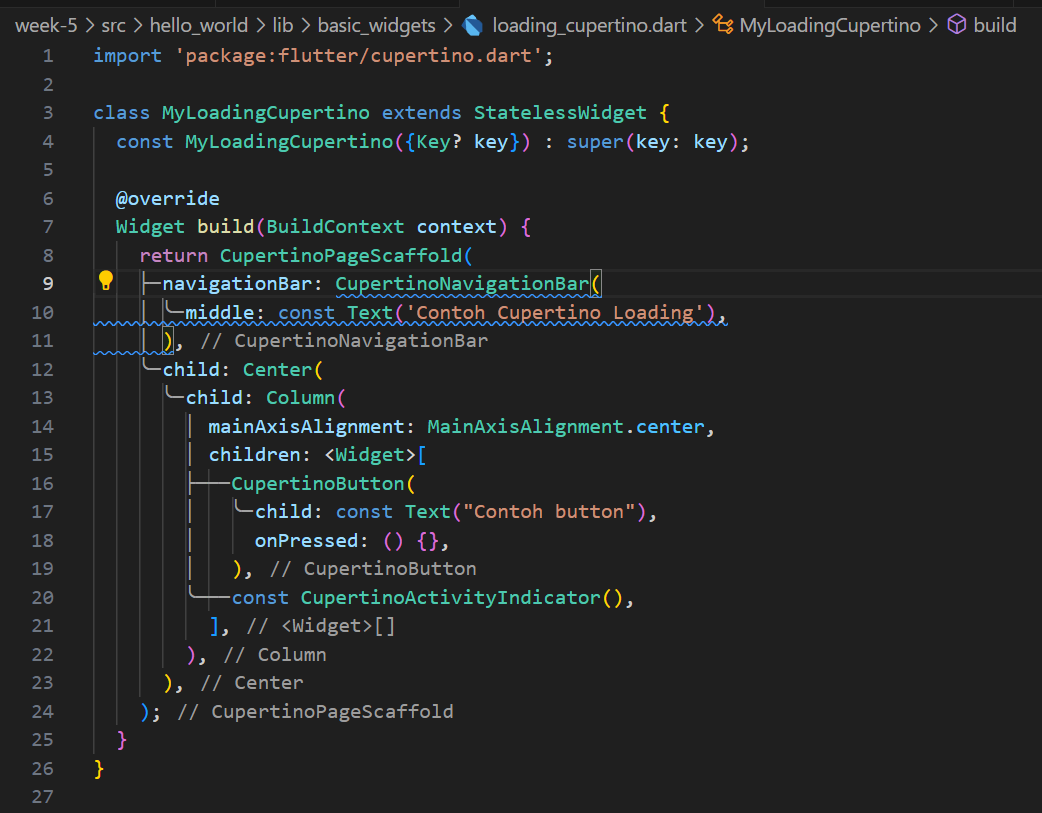 week-5 > src > hello_world > lib > basic_widgets > loading_cupertino.dart > MyLoadingCupertino > build
1 import 'package:flutter/cupertino.dart';
2
3 class MyLoadingCupertino extends StatelessWidget {
4 const MyLoadingCupertino({Key? key}) : super(key: key);
5
6 @override
7 Widget build(BuildContext context) {
8 return CupertinoPageScaffold(
9 navigationBar: CupertinoNavigationBar(
10 middle: const Text('Contoh Cupertino Loading'),
11 ), // CupertinoNavigationBar
12 child: Center(
13 child: Column(
14 mainAxisAlignment: MainAxisAlignment.center,
15 children: <Widget>[
16 CupertinoButton(
17 child: const Text("Contoh button"),
18 onPressed: () {},
19 ), // CupertinoButton
20 const CupertinoActivityIndicator(),
21 ], // <Widget>[]
22 ), // Column
23 ), // Center
24 ); // CupertinoPageScaffold
25 }
26 }
27